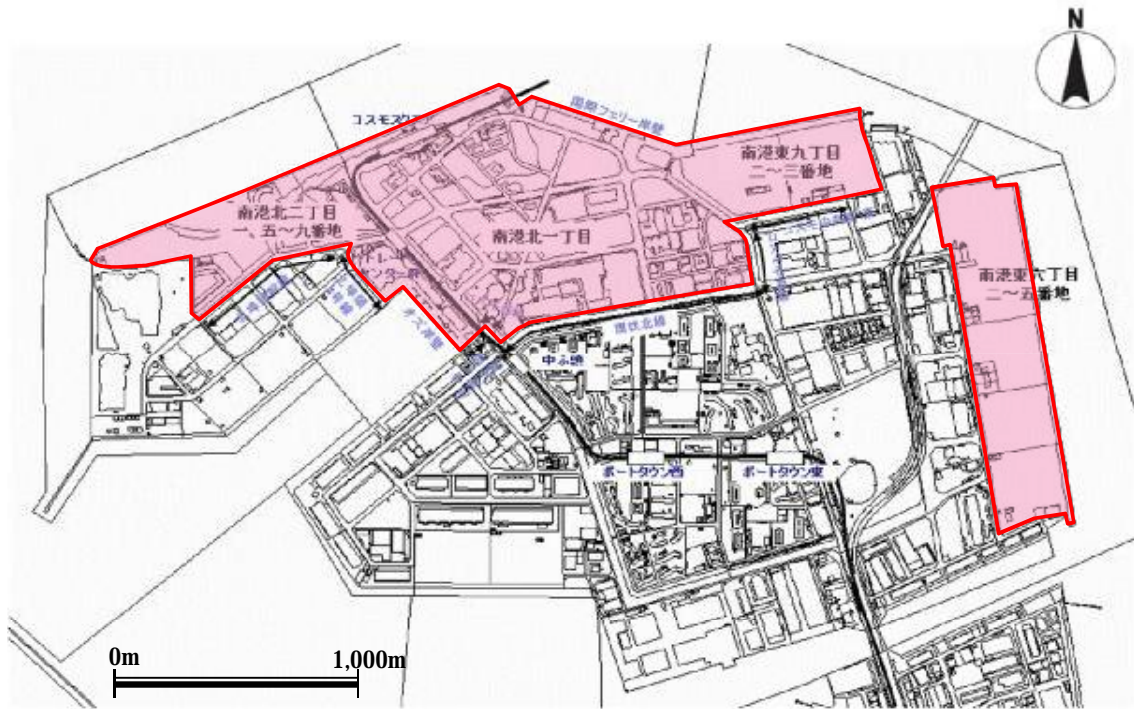 N
コスモスクエア
国際フェリー岸壁
南港東九丁目
二～三番地
南港北二丁目
一、五～九番地
南港北一丁目
トレードセンター前
南港東六丁目
二～五番地
中ふ頭
ポートタウン西
ポートタウン東
0m
1,000m